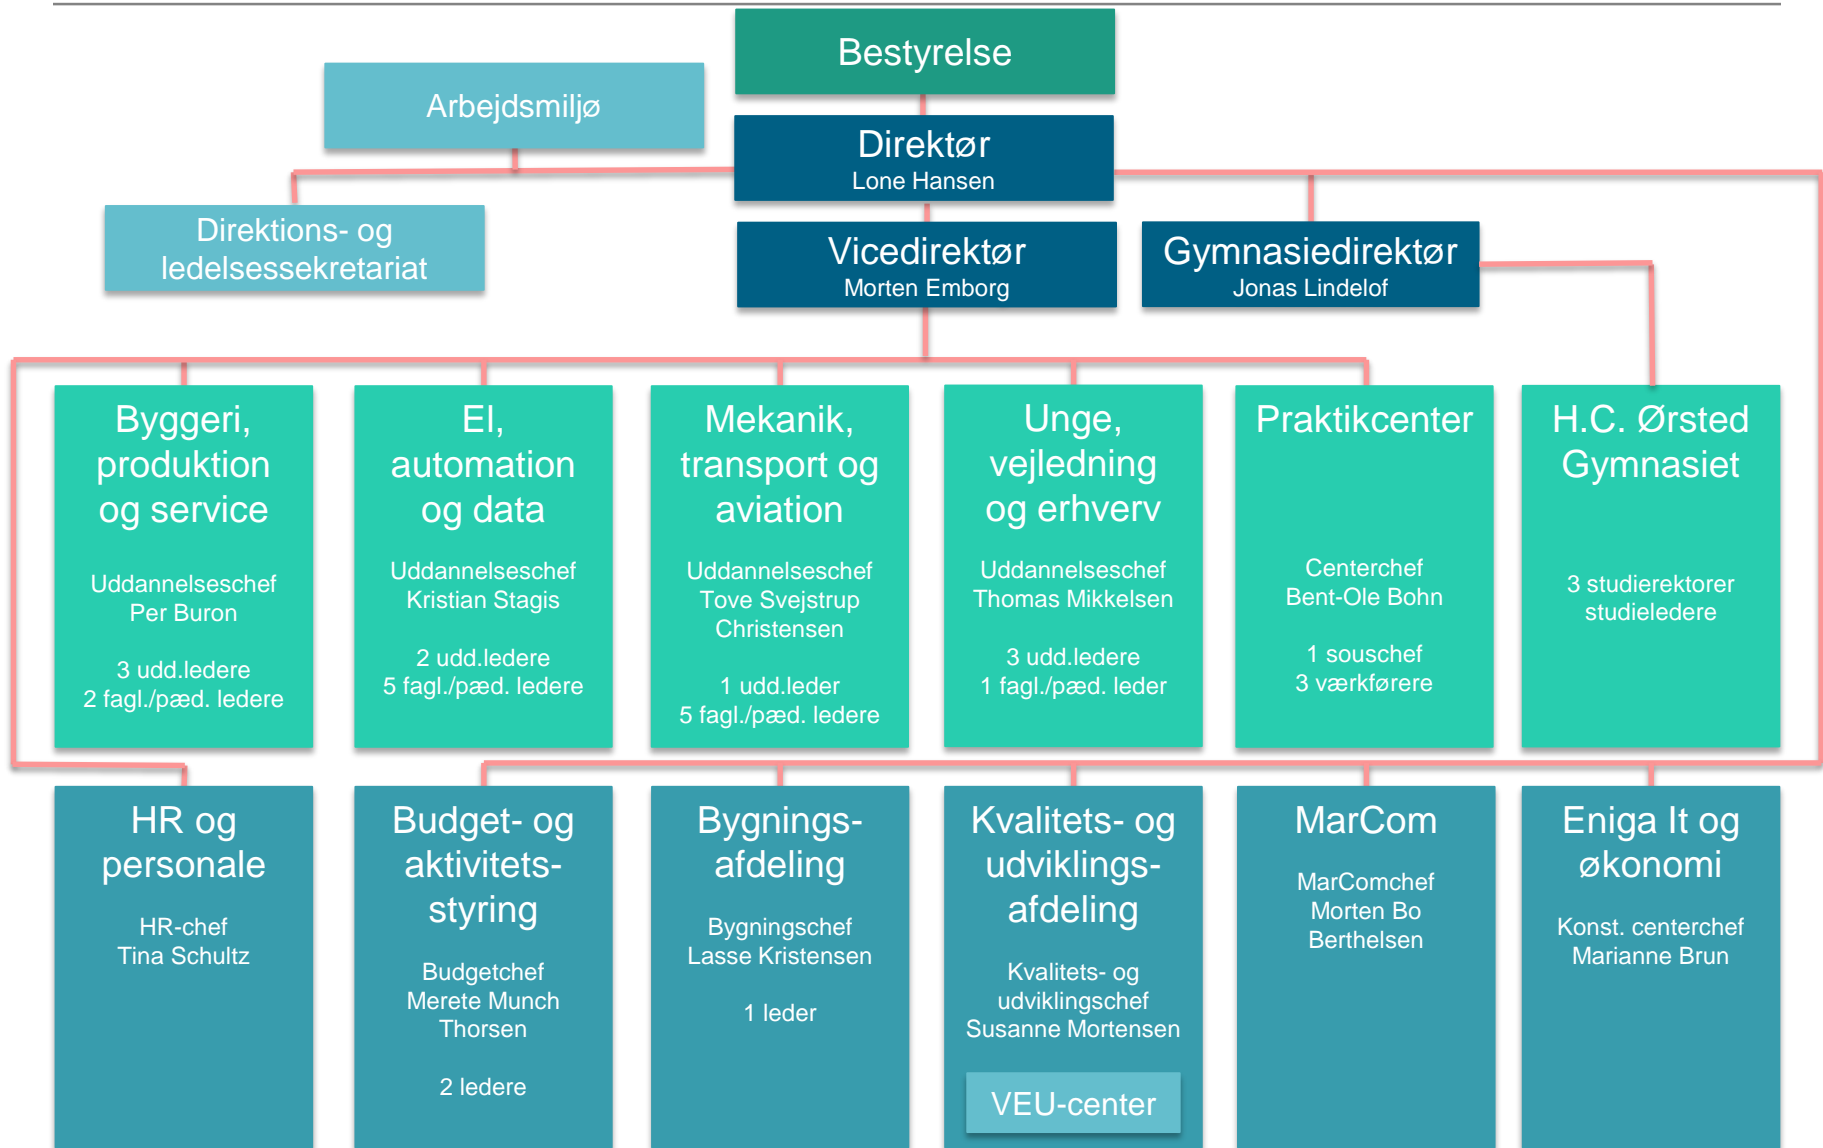 Bestyrelse
Arbejdsmiljø
Direktør
Lone Hansen
Direktions- og
ledelsessekretariat
Vicedirektør
Morten Emborg
Gymnasiedirektør
Jonas Lindelof
Byggeri,
produktion
og service
Uddannelseschef
Per Buron
3 udd.ledere
2 fagl./pæd. ledere
El,
automation
og data
Uddannelseschef
Kristian Stagis
2 udd.ledere
5 fagl./pæd. ledere
Mekanik,
transport og
aviation
Uddannelseschef
Tove Svejstrup
Christensen
1 udd.leder
5 fagl./pæd. ledere
Unge,
vejledning
og erhverv
Uddannelseschef
Thomas Mikkelsen
3 udd.ledere
1 fagl./pæd. leder
Praktikcenter
Centerchef
Bent-Ole Bohn
1 souschef
3 værkførere
H.C. Ørsted
Gymnasiet
3 studierektorer
studieledere
HR og
personale
HR-chef
Tina Schultz
Budget- og
aktivitets-
styring
Budgetchef
Merete Munch
Thorsen
2 ledere
Bygnings-
afdeling
Bygningschef
Lasse Kristensen
1 leder
Kvalitets- og
udviklings-
afdeling
Kvalitets- og
udviklingschef
Susanne Mortensen
VEU-center
MarCom
MarComchef
Morten Bo
Berthelsen
Eniga It og
økonomi
Konst. centerchef
Marianne Brun